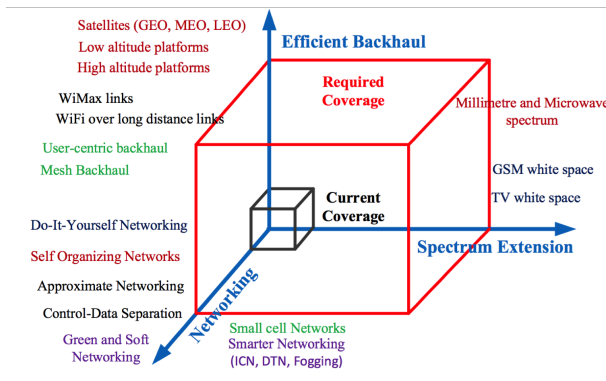 Satellites (GEO, MEO, LEO)
Low altitude platforms
High altitude platforms
Efficient Backhaul
Required
Coverage
WiMax links
WiFi over long distance links
Millimetre and Microwave
spectrum
User-centric backhaul
Mesh Backhaul
GSM white space
TV white space
Current
Coverage
Do-It-Yourself Networking
Spectrum Extension
Self Organizing Networks
Approximate Networking
Control-Data Separation
Networking
Green and Soft
Networking
Small cell Networks
Smarter Networking
(ICN, DTN, Fogging)